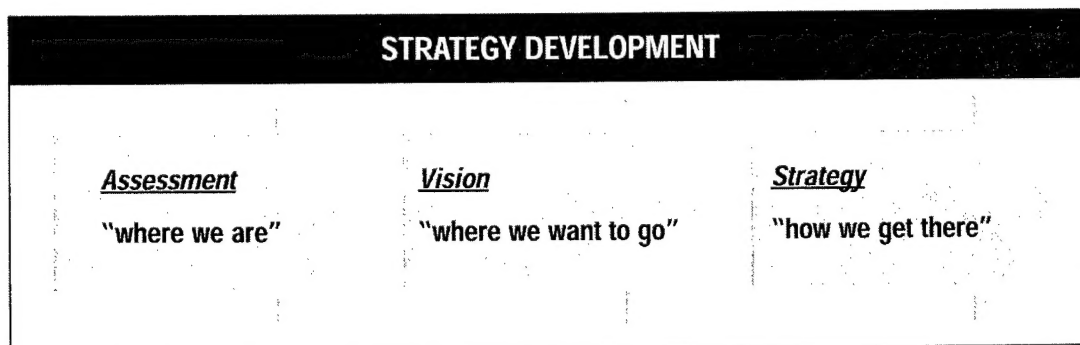 STRATEGY DEVELOPMENT
Assessment
"where we are"
Vision
"where we want to go"
Strategy
"how we get there"